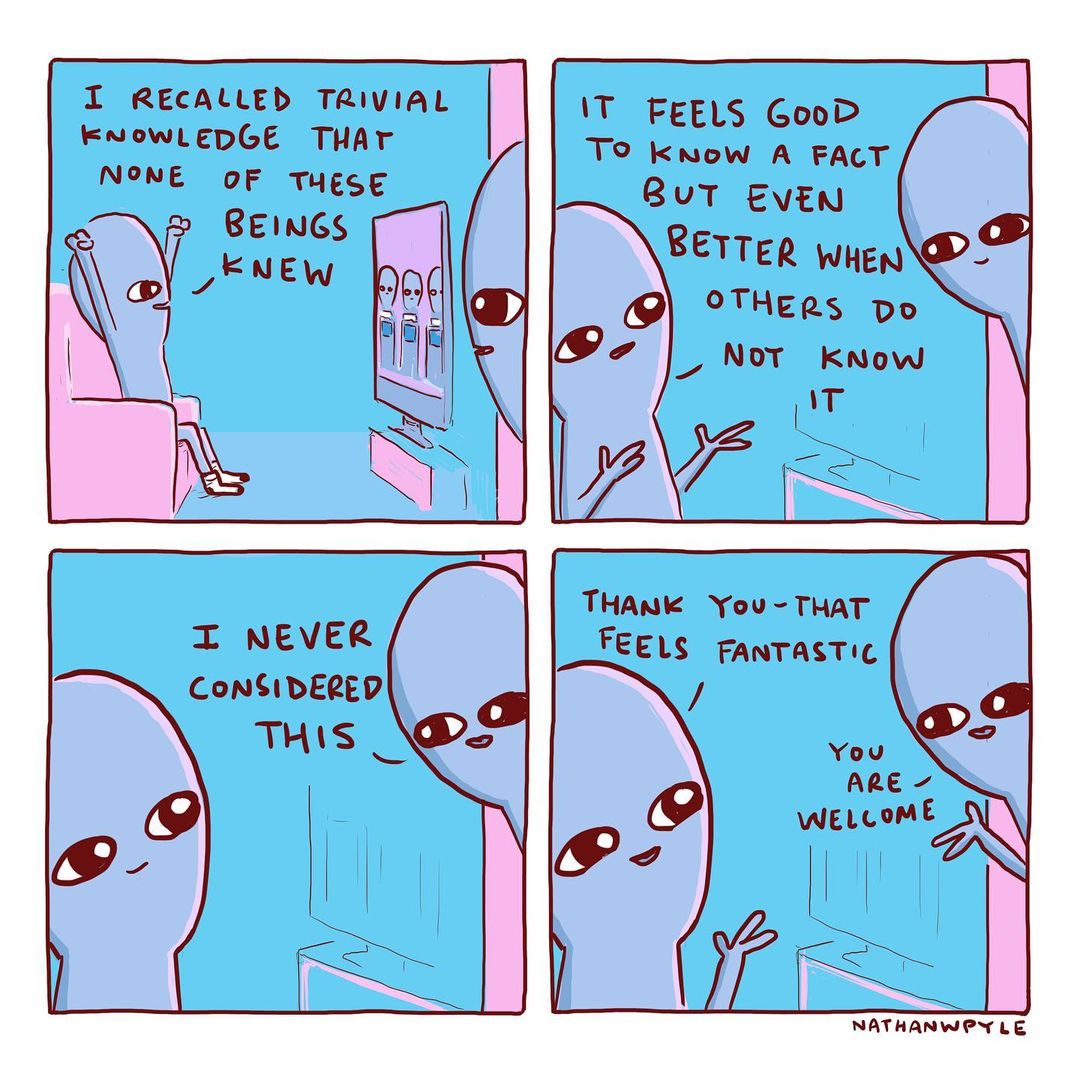 I RECALLED TRIVIAL
KNOWLEDGE THAT
NONE OF THESE
BEINGS
KNEW
IT FEELS GOOD
TO KNOW A FACT
BUT EVEN
BETTER WHEN
OTHERS DO
NOT KNOW
IT
I NEVER
CONSIDERED
THIS
THANK YOU-THAT
FEELS FANTASTIC
YOU
ARE
WELCOME
NATHANWPYLE